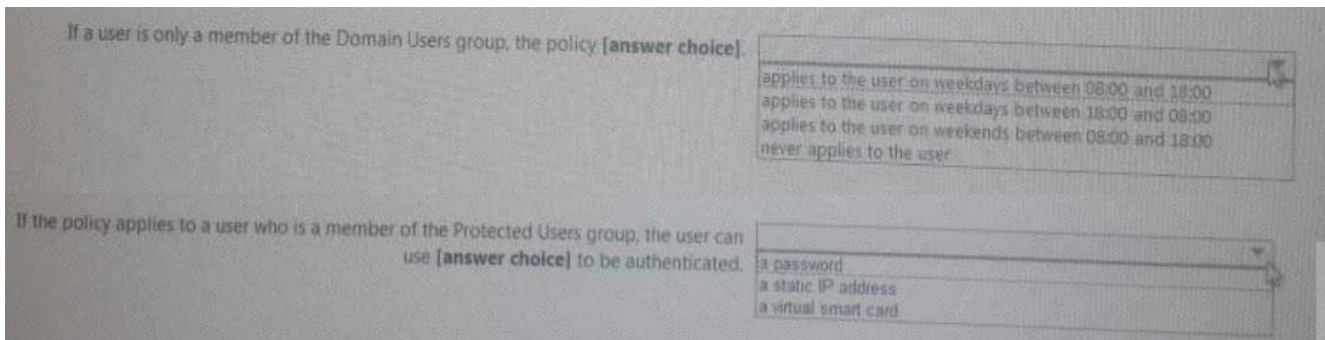 If a user is only a member of the Domain Users group, the policy [answer choice].
applies to the user on weekdays between 08:00 and 18:00
applies to the user on weekdays between 18:00 and 08:00
applies to the user on weekends between 08:00 and 18:00
never applies to the user
If the policy applies to a user who is a member of the Protected Users group, the user can
use [answer choice] to be authenticated.
a password
a static IP address
a virtual smart card